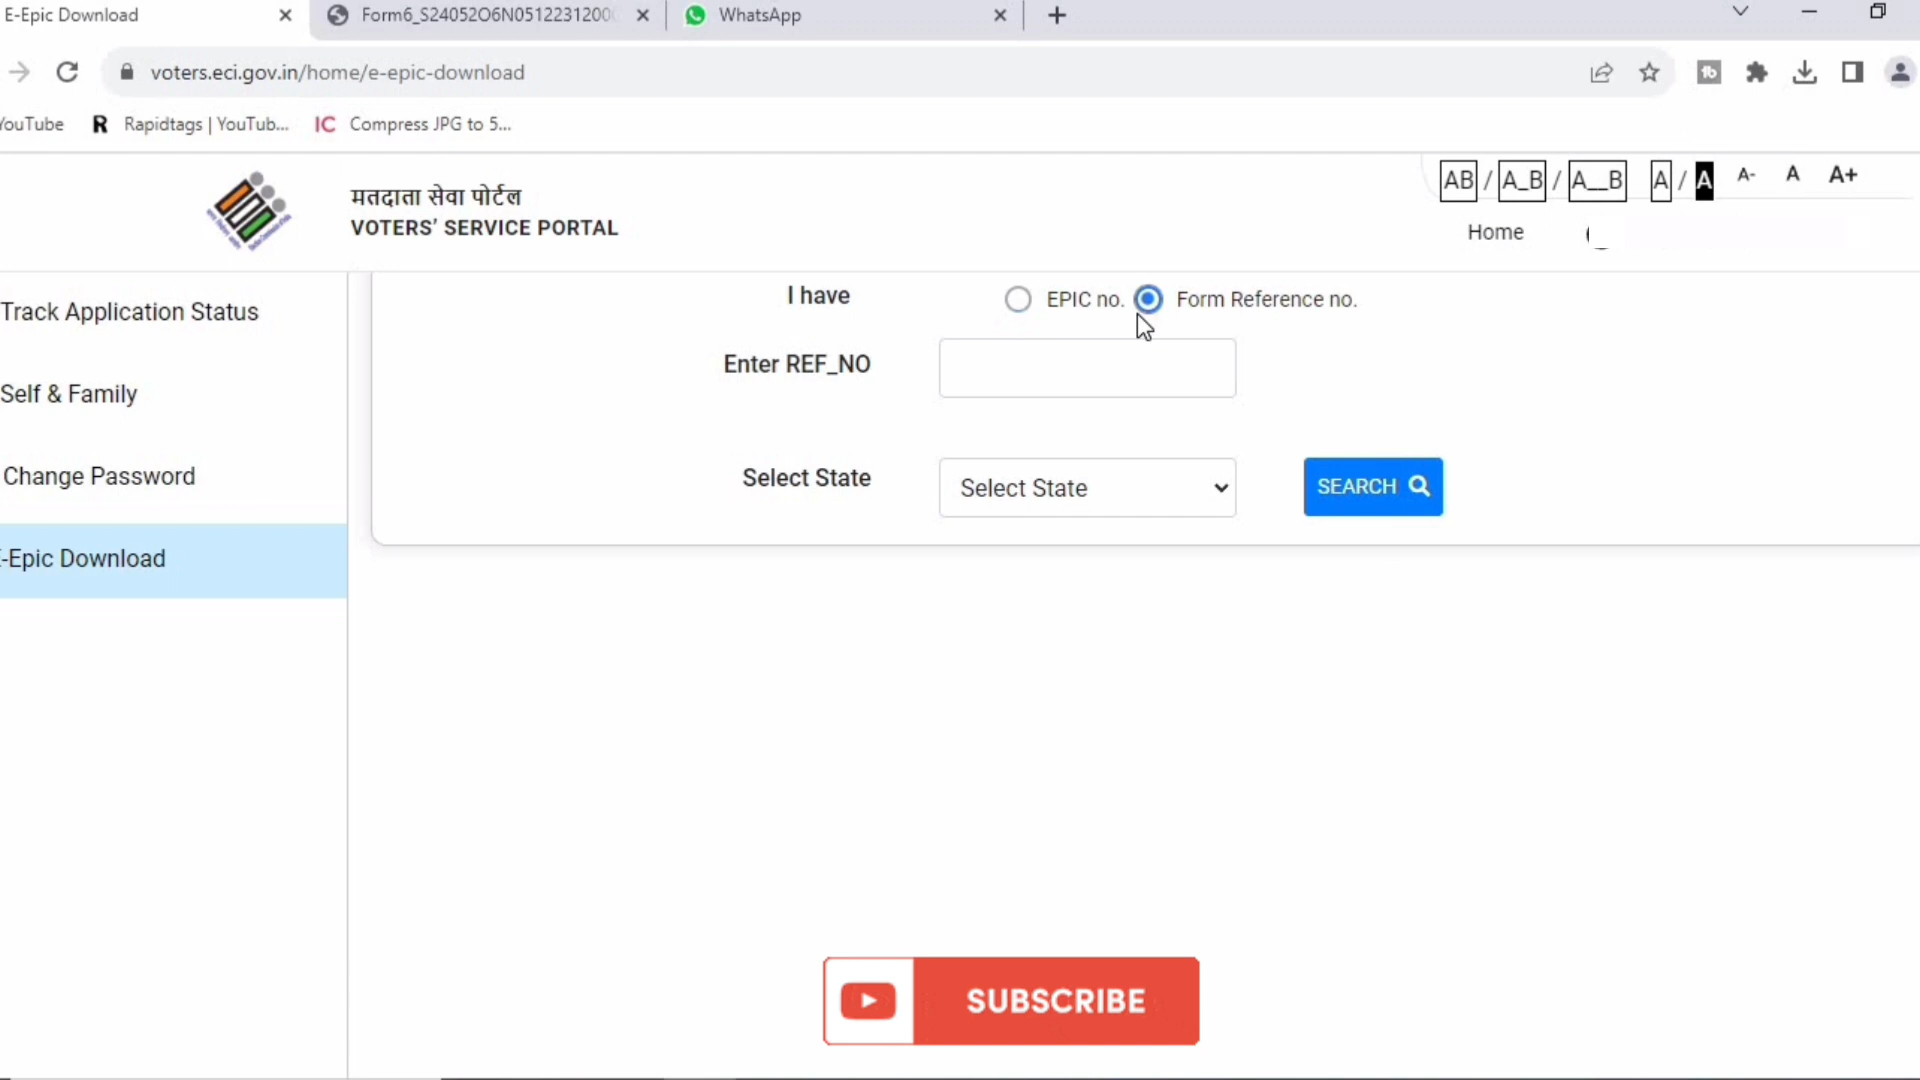 E-Epic Download
Form6_S24052O6N0512231200
WhatsApp
voters.eci.gov.in/home/e-epic-download
YouTube
R Rapidtags | YouTub...
IC Compress JPG to 5...
मतदाता सेवा पोर्टल
VOTERS' SERVICE PORTAL
AB / A_B / A__B A / A A- A A+
Home
Track Application Status
Self & Family
Change Password
E-Epic Download
I have
EPIC no.
Form Reference no.
Enter REF_NO
Select State
Select State
SEARCH
SUBSCRIBE